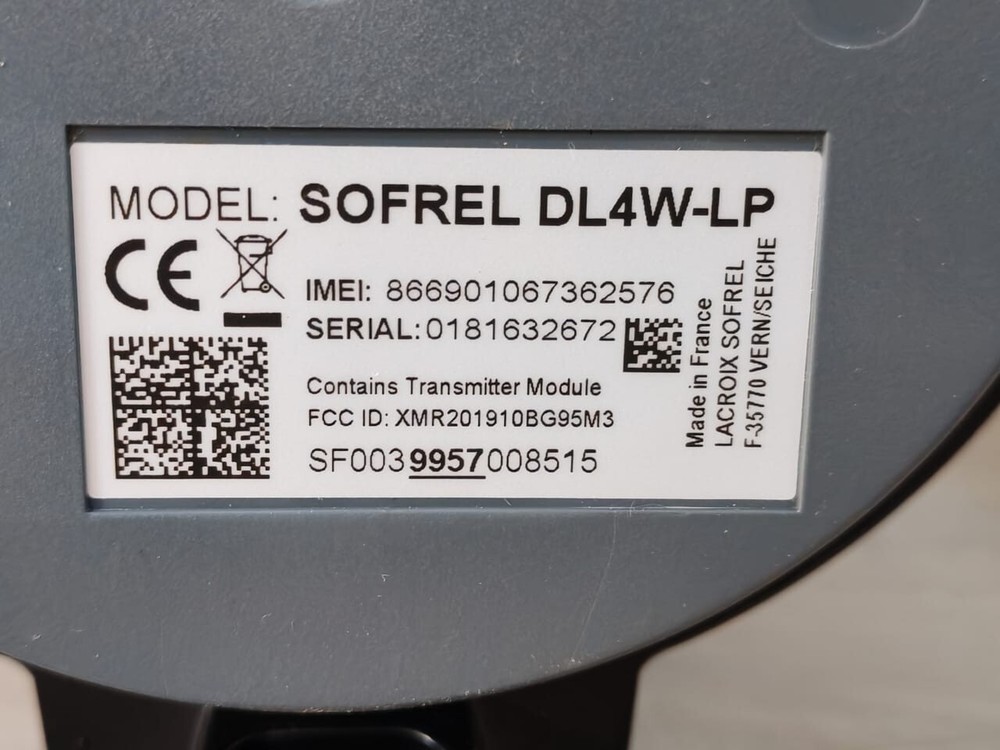 MODEL: SOFREL DL4W-LP
CE
IMEI: 866901067362576
SERIAL: 0181632672
Contains Transmitter Module
FCC ID: XMR201910BG95M3
SF0039957008515
Made in France
LACROIX SOFREL
F-35770 VERN/SEICHE